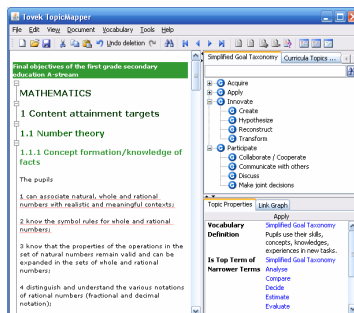 Tovek TopicMapper
File Edit View Document Vocabulary Tools Help
Undo deletion
Final objectives of the first grade secondary
education A-stream
MATHEMATICS
1 Content attainment targets
1.1 Number theory
1.1.1 Concept formation/knowledge of
facts
The pupils
1 can associate natural, whole and rational
numbers with realistic and meaningful contexts;
2 know the symbol rules for whole and rational
numbers;
3 know that the properties of the operations in the
set of natural numbers remain valid and can be
expanded in the sets of whole and rational
numbers;
4 distinguish and understand the various notations
of rational numbers (fractional and decimal
notation);
Simplified Goal Taxonomy
Curricula Topics ...
Acquire
Apply
Innovate
Create
Hypothesize
Reconstruct
Transform
Participate
Collaborate / Cooperate
Communicate with others
Discuss
Make joint decisions
Topic Properties
Link Graph
Apply
Vocabulary Simplified Goal Taxonomy
Definition Pupils use their skills,
concepts, knowledges,
experiences in new tasks.
Is Top Term of Simplified Goal Taxonomy
Narrower Terms Analyse
Compare
Decide
Estimate
Evaluate